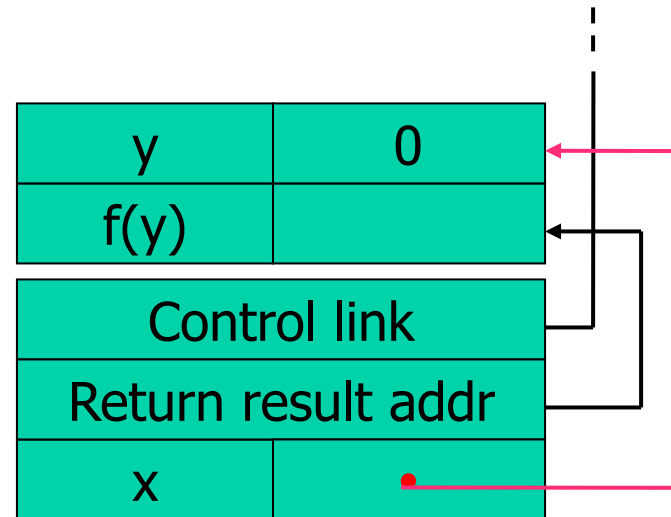 y 0
f(y)
Control link
Return result addr
x